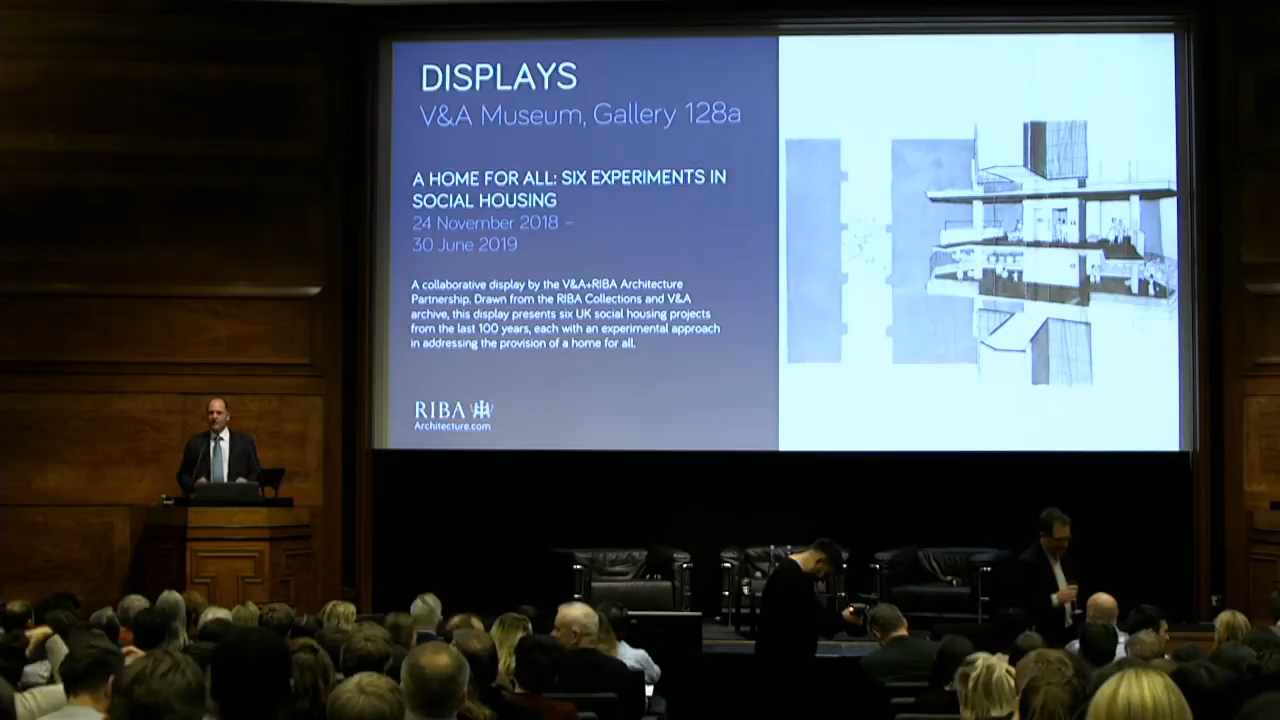 DISPLAYS
V&A Museum, Gallery 128a
A HOME FOR ALL: SIX EXPERIMENTS IN
SOCIAL HOUSING
24 November 2018 –
30 June 2019
A collaborative display by the V&A+RIBA Architecture
Partnership. Drawn from the RIBA Collections and V&A
archive, this display presents six UK social housing projects
from the last 100 years, each with an experimental approach
in addressing the provision of a home for all.
RIBA
Architecture.com